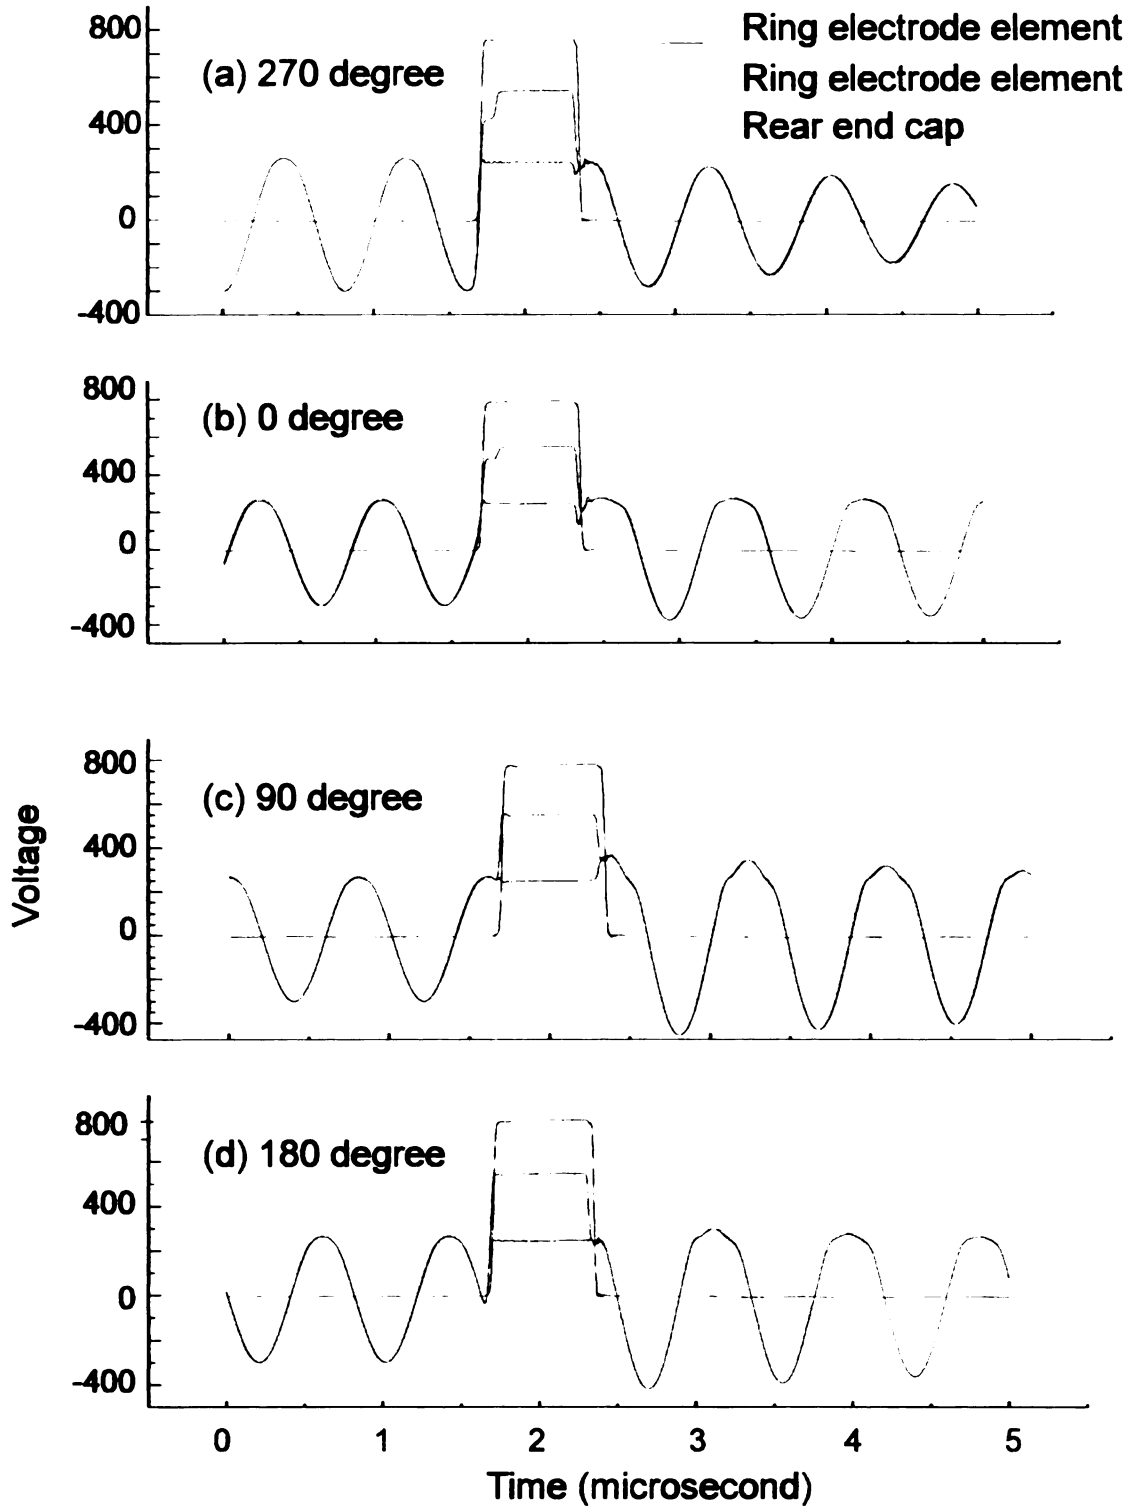 Ring electrode element
Ring electrode element
Rear end cap
(a) 270 degree
800
400
0
-400
(b) 0 degree
800
400
0
-400
(c) 90 degree
800
400
0
-400
(d) 180 degree
800
400
0
-400
Voltage
0 1 2 3 4 5
Time (microsecond)